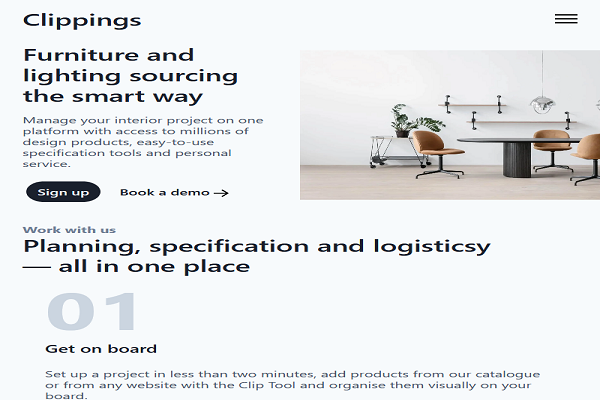 Clippings
Furniture and
lighting sourcing
the smart way
Manage your interior project on one
platform with access to millions of
design products, easy-to-use
specification tools and personal
service.
Sign up
Book a demo →
Work with us
Planning, specification and logisticsy
— all in one place
01
Get on board
Set up a project in less than two minutes, add products from our catalogue
or from any website with the Clip Tool and organise them visually on your
board.